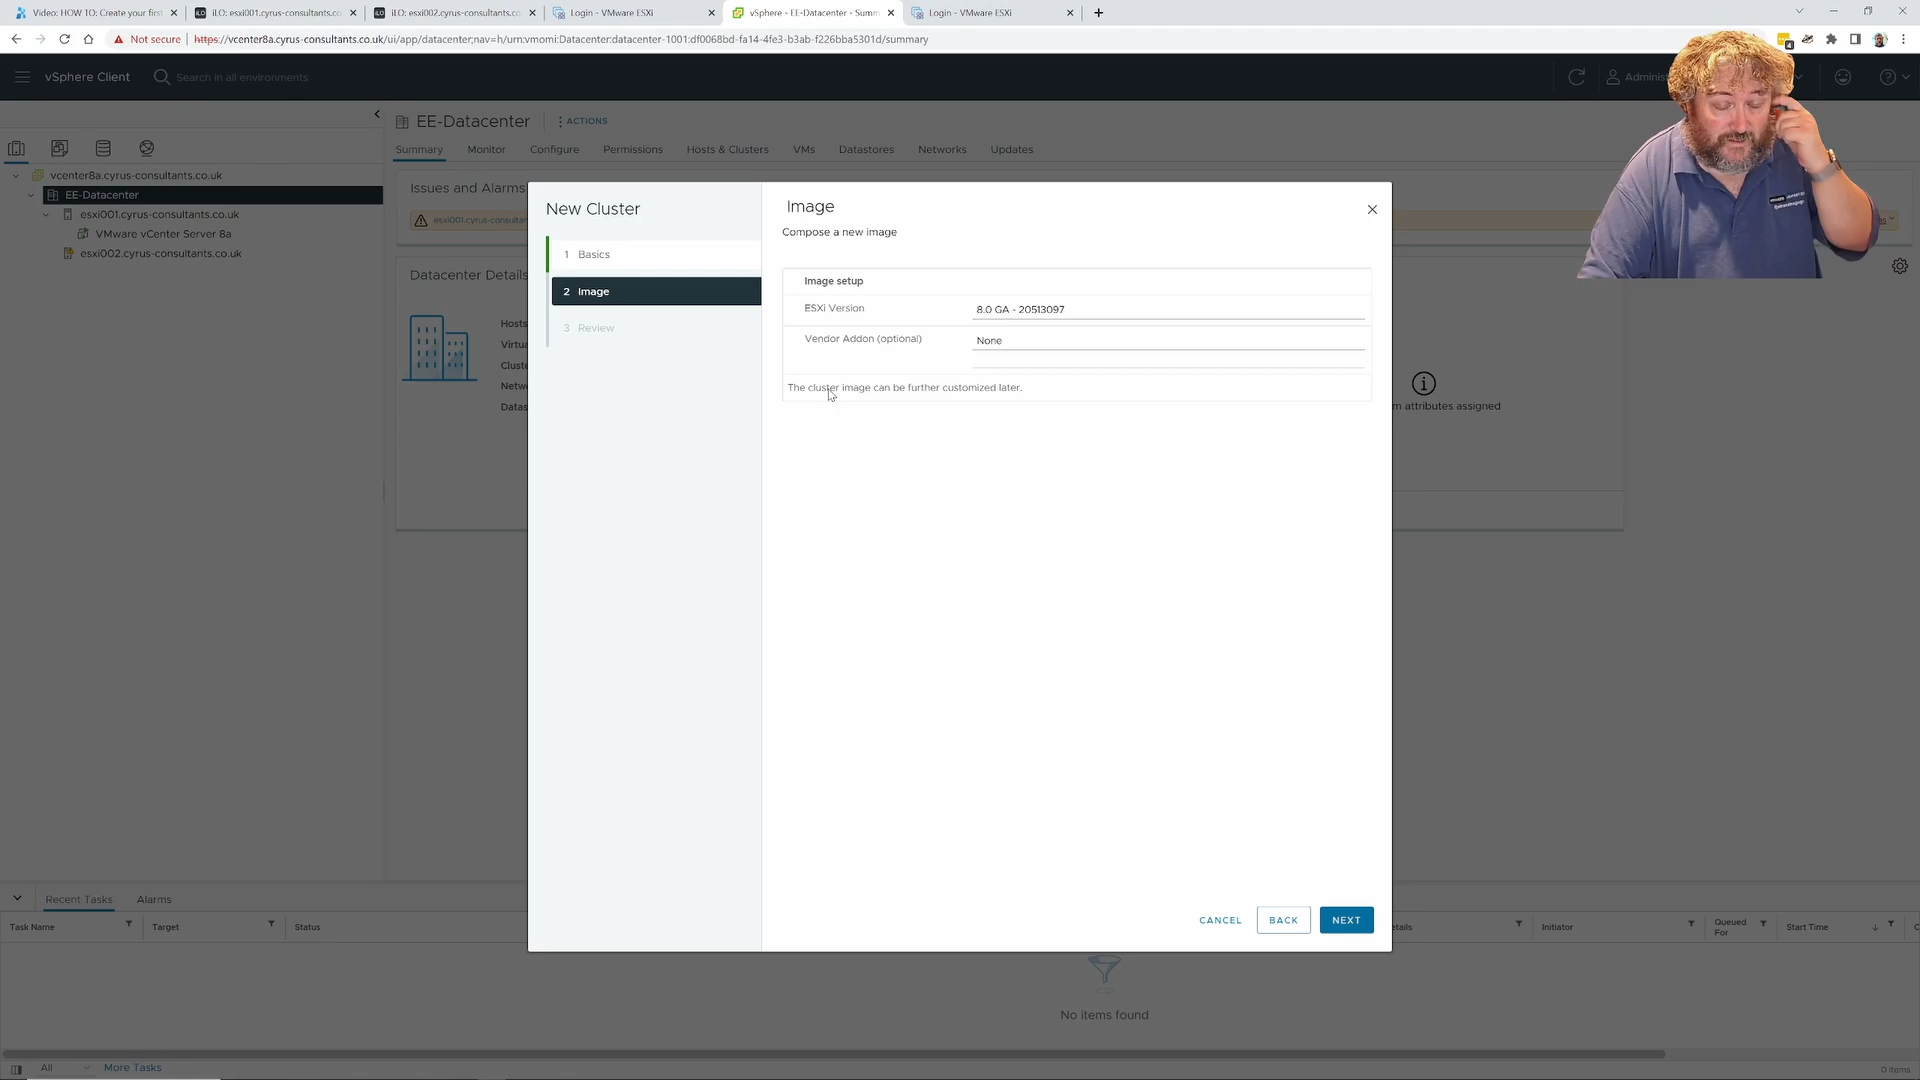 Video: HOW TO: Create your first
iLO: esxi001.cyrus-consultants.co
iLO: esxi002.cyrus-consultants.co
Login - VMware ESXi
vSphere - EE-Datacenter - Summ
Login - VMware ESXi
Not secure
https://vcenter8a.cyrus-consultants.co.uk/ui/app/datacenter;nav=h/urn:vmomi:Datacenter:datacenter-1001:df0068bd-fa14-4fe3-b3ab-f226bba5301d/summary
vSphere Client
Search in all environments
Administ
EE-Datacenter
ACTIONS
Summary
Monitor
Configure
Permissions
Hosts & Clusters
VMs
Datastores
Networks
Updates
vcenter8a.cyrus-consultants.co.uk
EE-Datacenter
esxi001.cyrus-consultants.co.uk
VMware vCenter Server 8a
esxi002.cyrus-consultants.co.uk
Issues and Alarms
esxi001.cyrus-consultan
Datacenter Details
Hosts
Virtua
Cluste
Netw
Datas
m attributes assigned
New Cluster
1 Basics
2 Image
3 Review
Image
Compose a new image
Image setup
ESXi Version
8.0 GA - 20513097
Vendor Addon (optional)
None
The cluster image can be further customized later.
CANCEL
BACK
NEXT
Recent Tasks
Alarms
Task Name
Target
Status
etails
Initiator
Queued
For
Start Time
No items found
All
More Tasks
0 items